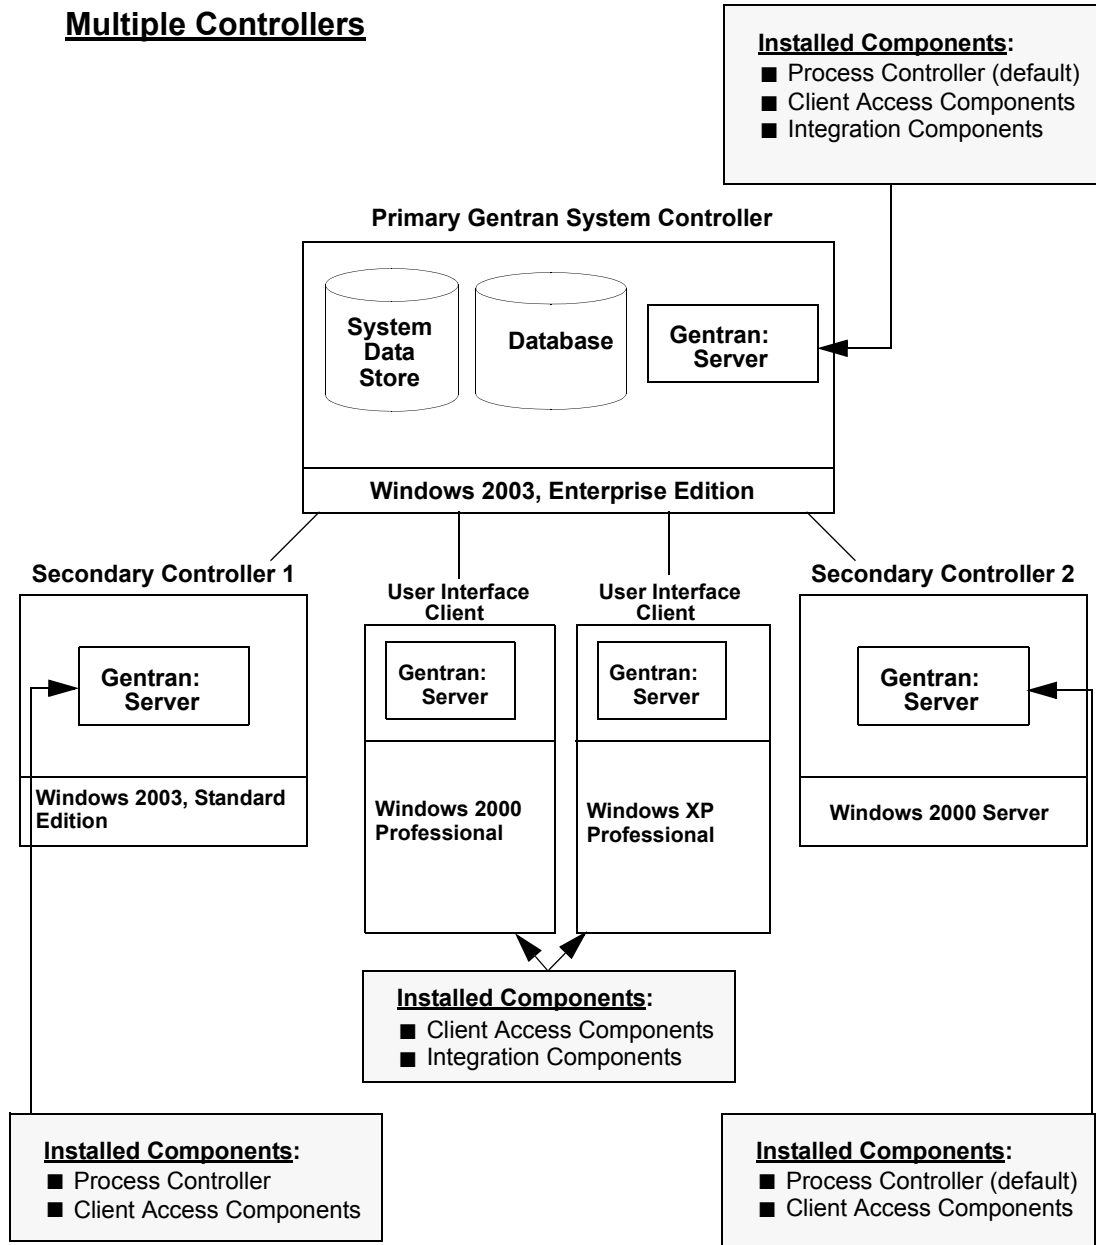 Multiple Controllers
Installed Components:
■ Process Controller (default)
■ Client Access Components
■ Integration Components
Primary Gentran System Controller
System
Data
Store
Database
Gentran:
Server
Windows 2003, Enterprise Edition
Secondary Controller 1
Gentran:
Server
Windows 2003, Standard
Edition
User Interface
Client
Gentran:
Server
Windows 2000
Professional
User Interface
Client
Gentran:
Server
Windows XP
Professional
Secondary Controller 2
Gentran:
Server
Windows 2000 Server
Installed Components:
■ Client Access Components
■ Integration Components
Installed Components:
■ Process Controller
■ Client Access Components
Installed Components:
■ Process Controller (default)
■ Client Access Components